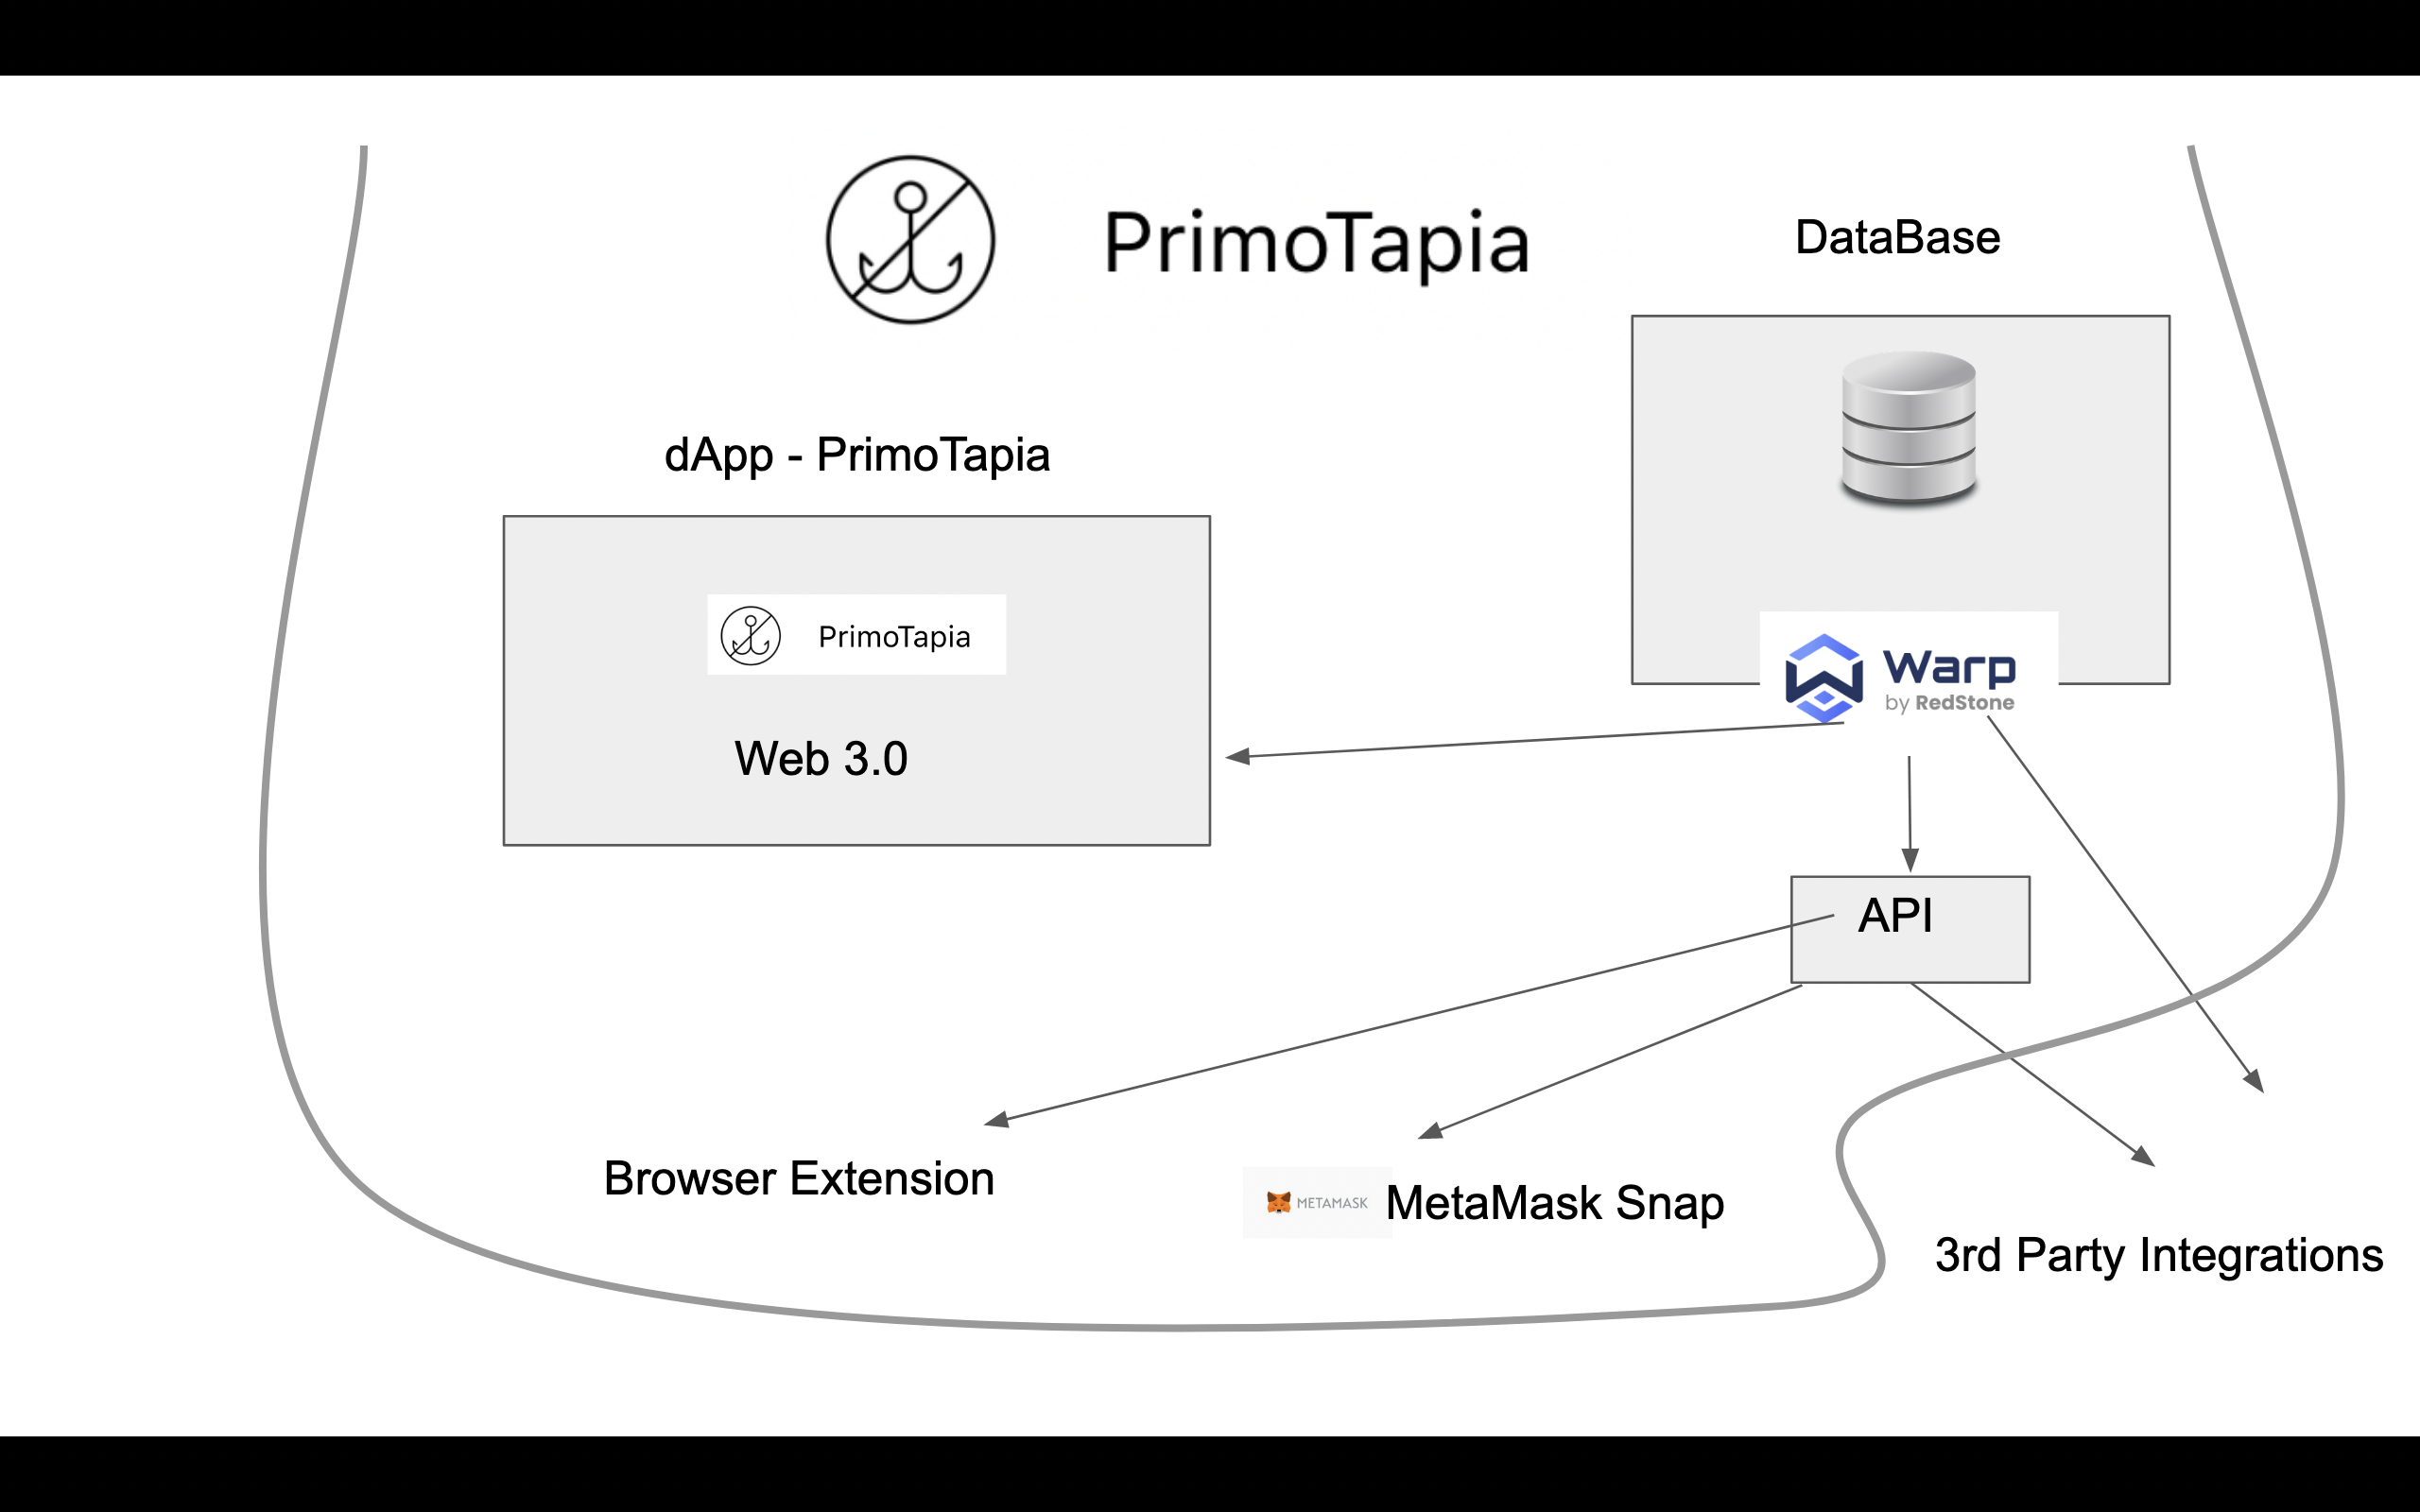 PrimoTapia
DataBase
dApp - PrimoTapia
PrimoTapia
Web 3.0
Warp
by RedStone
API
Browser Extension
METAMASK
MetaMask Snap
3rd Party Integrations